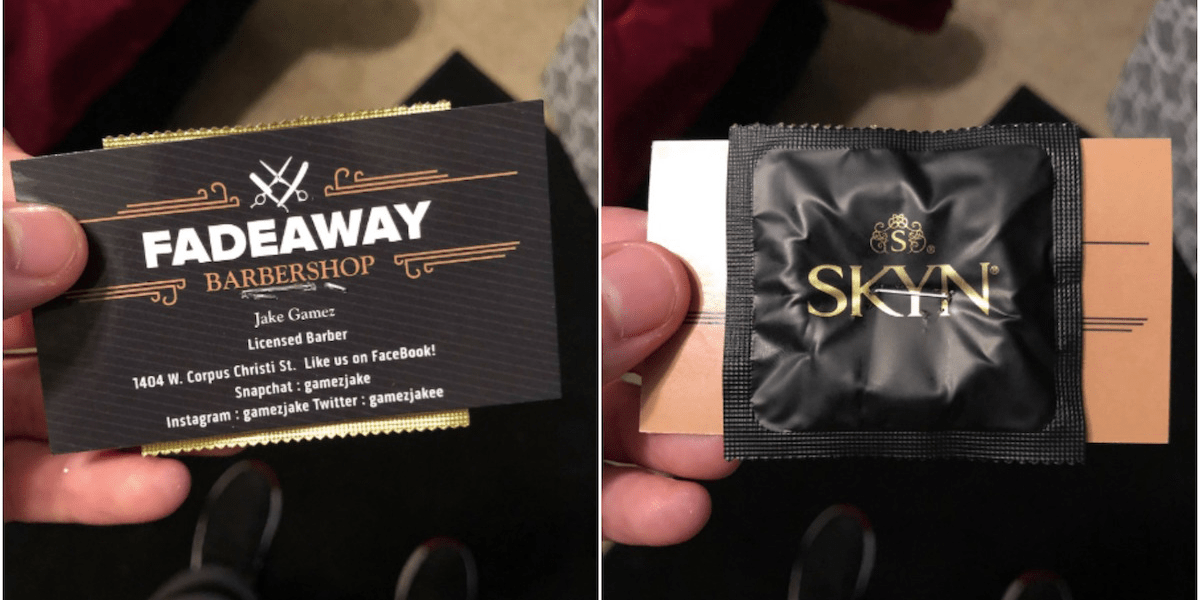 FADEAWAY
BARBERSHOP
Jake Gamez
Licensed Barber
1404 W. Corpus Christi St. Like us on FaceBook!
Snapchat : gamezjake
Instagram : gamezjake Twitter : gamezjakee
S®
SKYN®